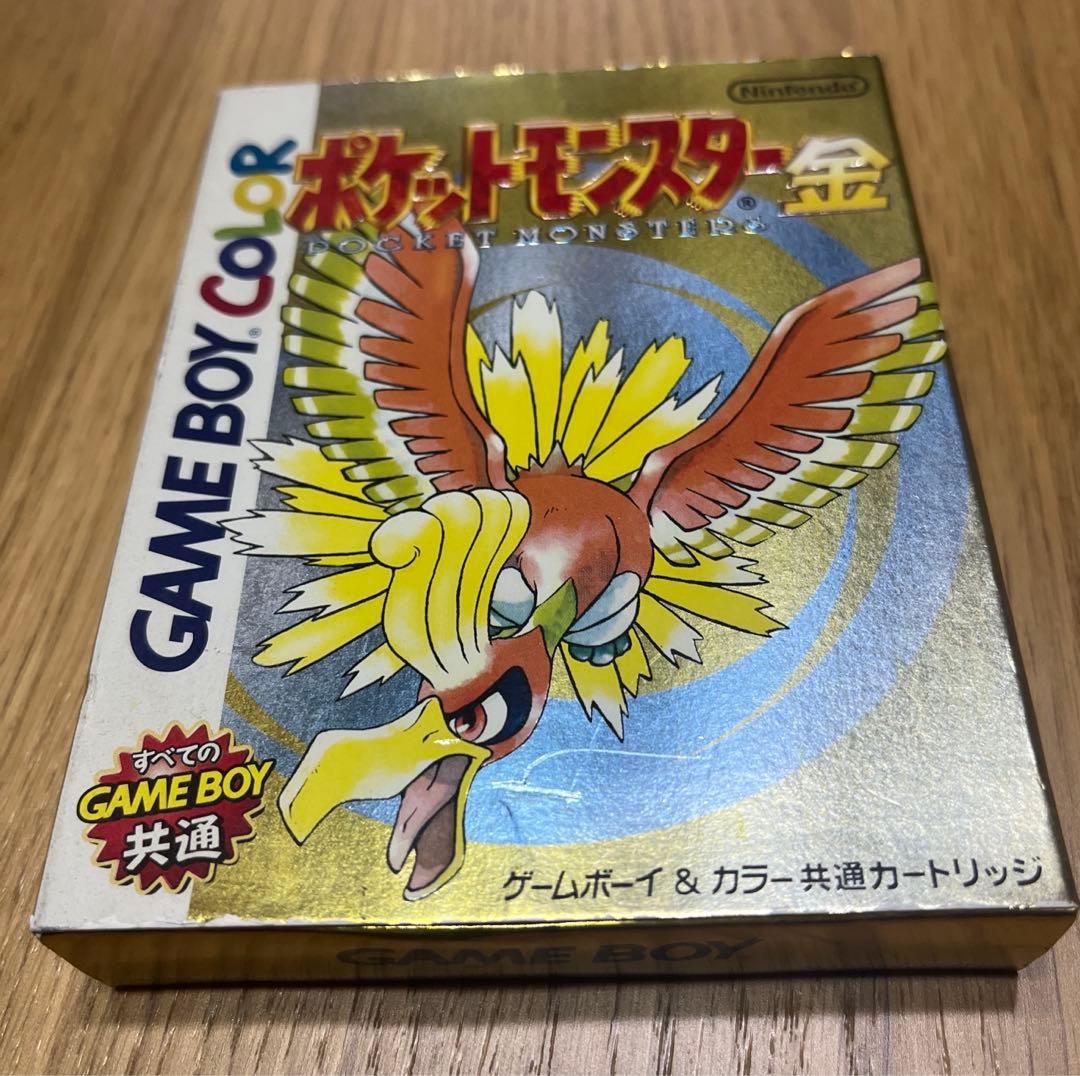 Nintendo
ポケットモンスター金
POCKET MONSTERS®
GAME BOY® COLOR
すべての
GAME BOY
共通
ゲームボーイ & カラー共通カートリッジ
GAME BOY